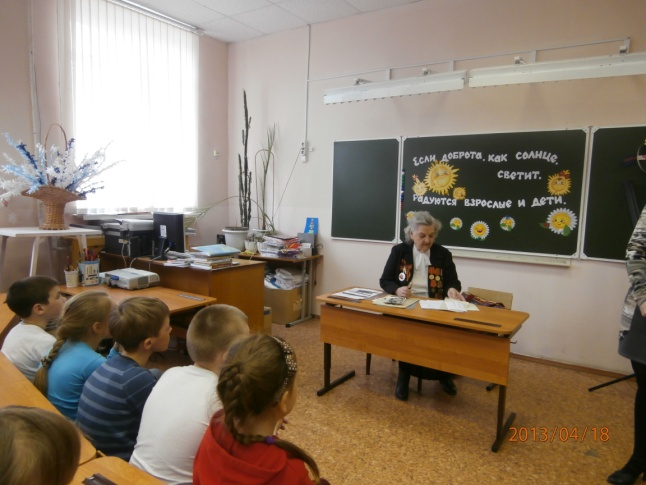 Если доброта, как солнце,
светит.
Радуются взрослые и дети.
2013/04/18